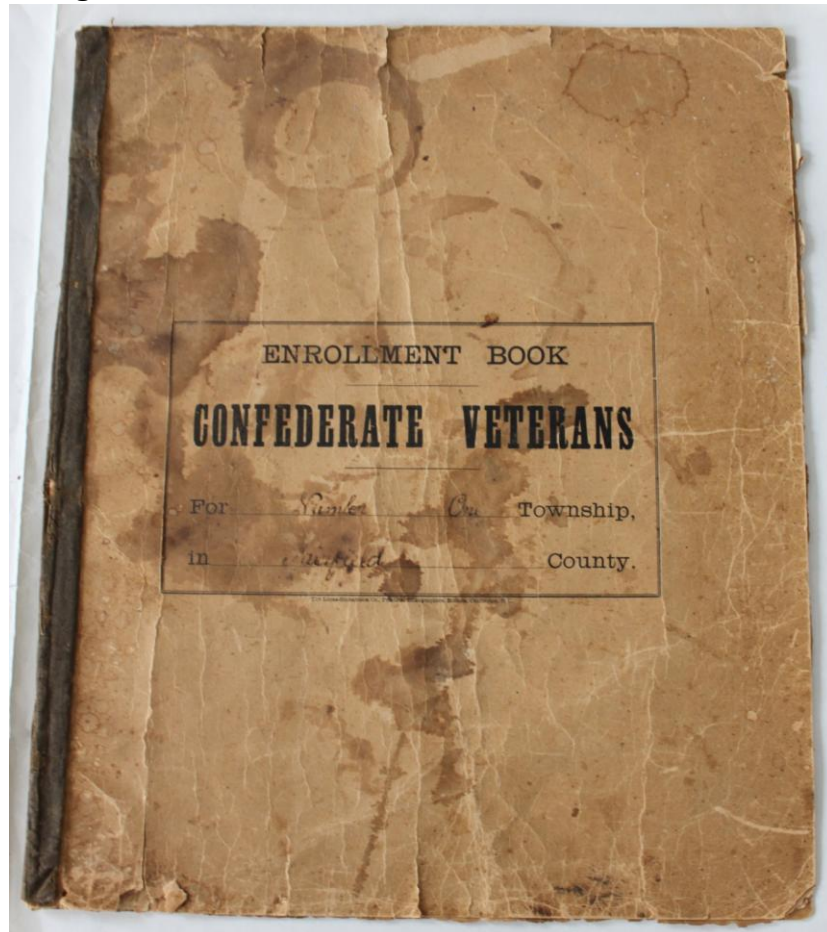 ENROLLMENT BOOK
CONFEDERATE VETERANS
For Number One Township,
in County.